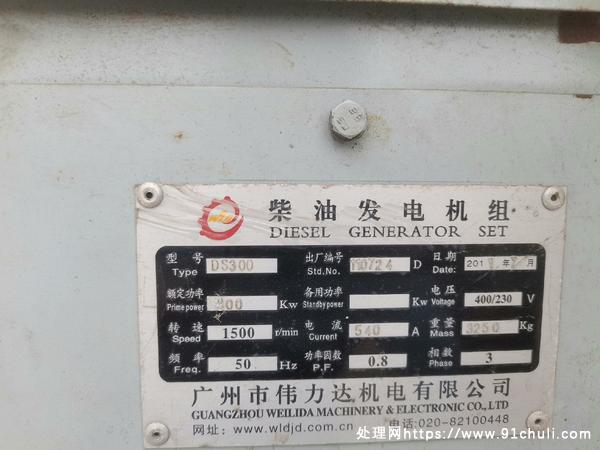 柴油发电机组
DIESEL GENERATOR SET
型号 Type DS300 出厂编号 Std.No. D 日期 Date: 201 月
额定功率 Prime power 300 Kw 备用功率 Standby power Kw 电压 Voltage 400/230 V
转速 Speed 1500 r/min 电流 Current 540 A 重量 Mass 3250 Kg
频率 Freq. 50 Hz 功率因数 P.F. 0.8 相数 Phase 3
广州市伟力达机电有限公司
GUANGZHOU WEILIDA MACHINERY & ELECTRONIC CO., LTD
网址: www.wldjd.com.cn 电话:020-82100448
处理网https://www.91chuli.com